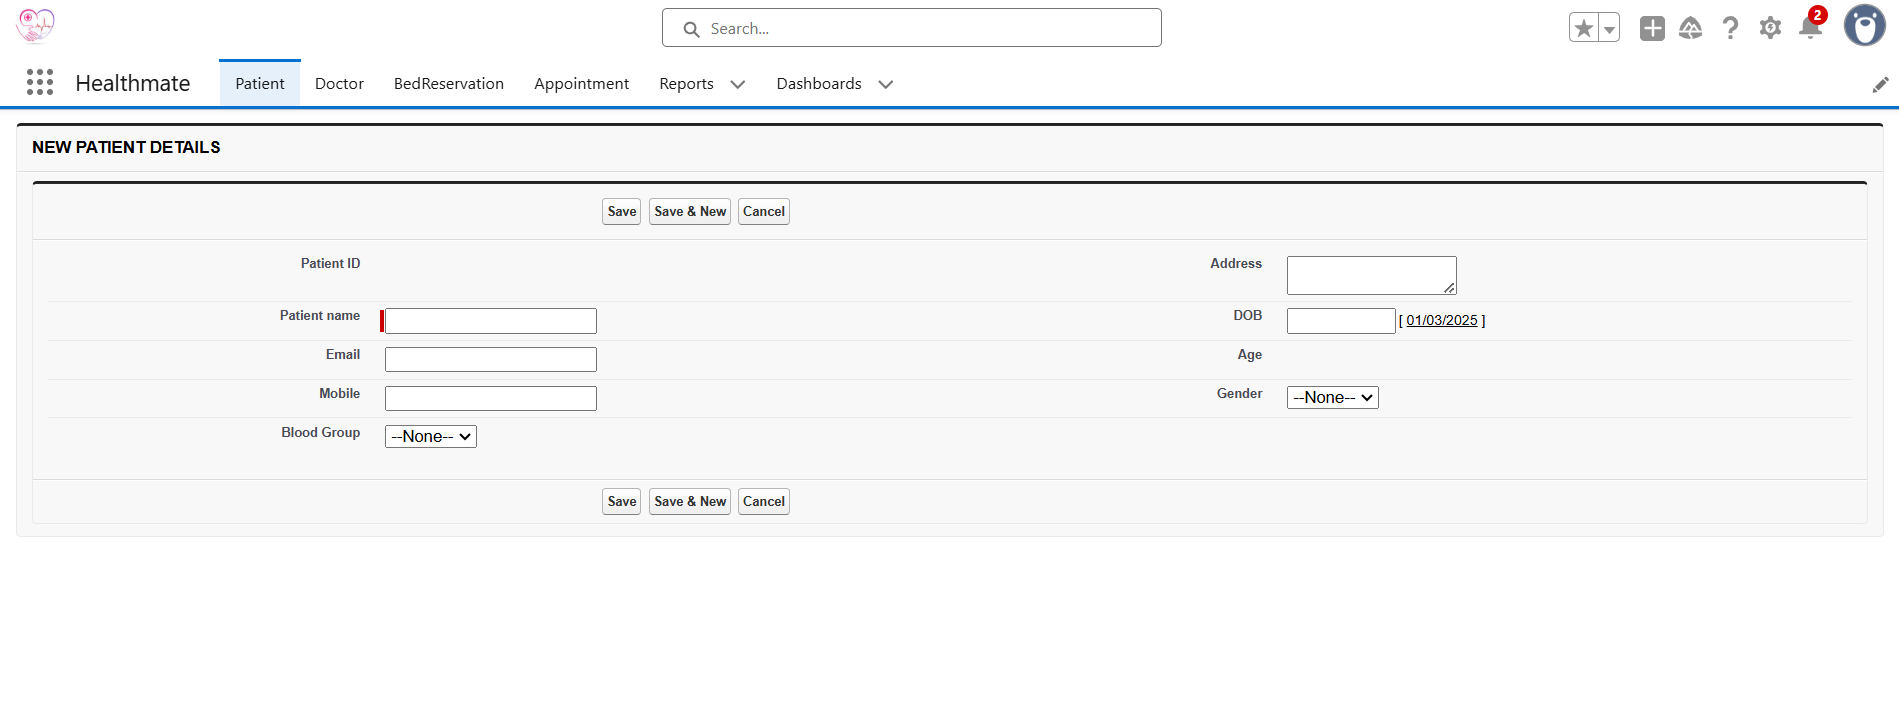 Search...
2
Healthmate Patient Doctor BedReservation Appointment Reports Dashboards
NEW PATIENT DETAILS
Save Save & New Cancel
Patient ID Address
Patient name DOB [ 01/03/2025 ]
Email Age
Mobile Gender --None--
Blood Group --None--
Save Save & New Cancel